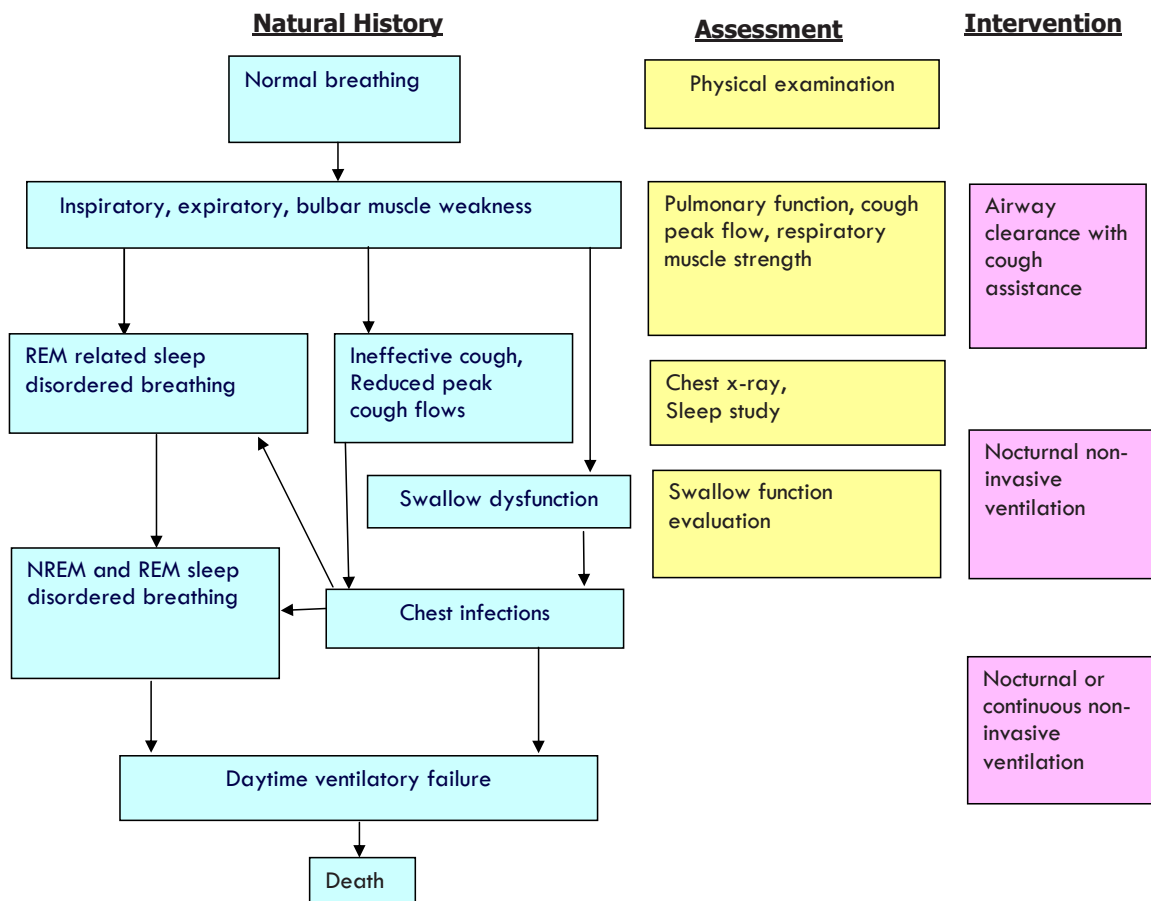 Natural History
Assessment
Intervention
Normal breathing
Physical examination
Inspiratory, expiratory, bulbar muscle weakness
Pulmonary function, cough
peak flow, respiratory
muscle strength
Airway
clearance with
cough
assistance
REM related sleep
disordered breathing
Ineffective cough,
Reduced peak
cough flows
Chest x-ray,
Sleep study
Swallow dysfunction
Swallow function
evaluation
Nocturnal non-
invasive
ventilation
NREM and REM sleep
disordered breathing
Chest infections
Nocturnal or
continuous non-
invasive
ventilation
Daytime ventilatory failure
Death